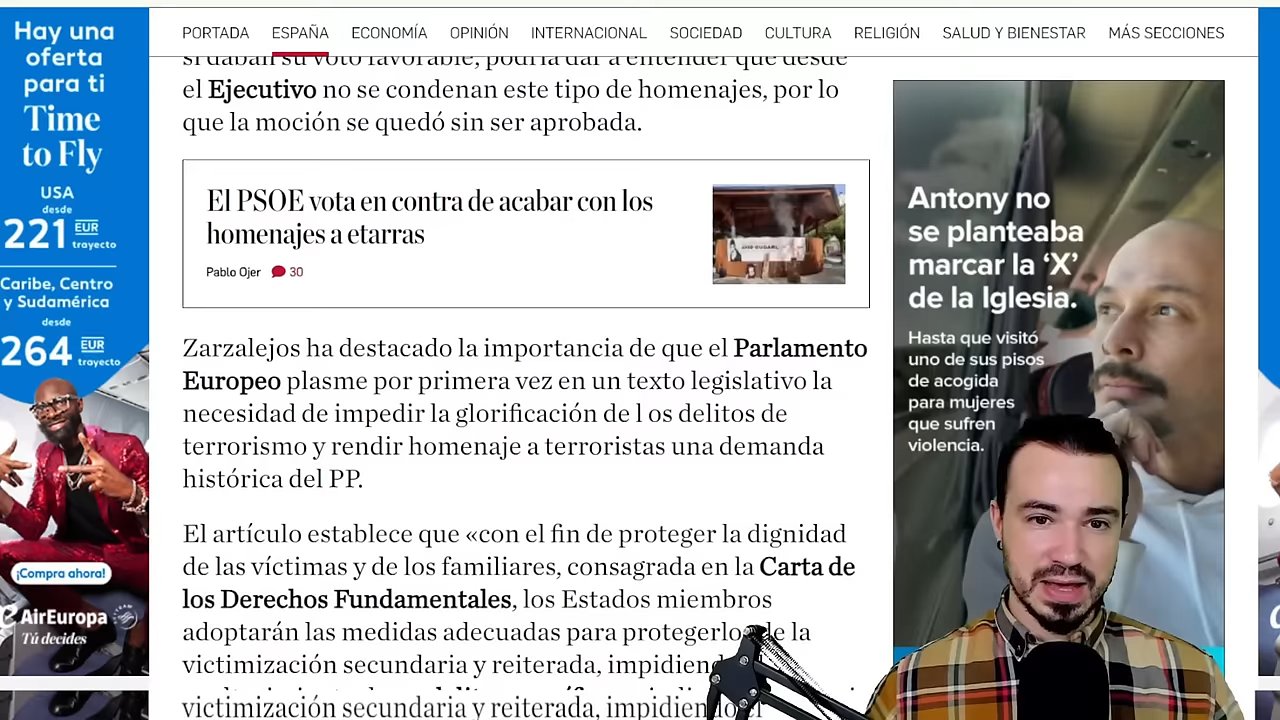 PORTADA ESPAÑA ECONOMÍA OPINIÓN INTERNACIONAL SOCIEDAD CULTURA RELIGIÓN SALUD Y BIENESTAR MÁS SECCIONES
Hay una
oferta
para ti
Time
to Fly
USA
desde
221 EUR
trayecto
Caribe, Centro
y Sudamérica
desde
264 EUR
trayecto
¡Compra ahora!
AirEuropa
Tú decides
si daban su voto favorable, podría dar a entender que desde
el Ejecutivo no se condenan este tipo de homenajes, por lo
que la moción se quedó sin ser aprobada.
El PSOE vota en contra de acabar con los
homenajes a etarras
Pablo Ojer 30
Zarzalejos ha destacado la importancia de que el Parlamento
Europeo plasme por primera vez en un texto legislativo la
necesidad de impedir la glorificación de l os delitos de
terrorismo y rendir homenaje a terroristas una demanda
histórica del PP.
El artículo establece que «con el fin de proteger la dignidad
de las víctimas y de los familiares, consagrada en la Carta de
los Derechos Fundamentales, los Estados miembros
adoptarán las medidas adecuadas para protegerlos de la
victimización secundaria y reiterada,
victimización secundaria y reiterada,
Antony no
se planteaba
marcar la ‘X’
de la Iglesia.
Hasta que visitó
uno de sus pisos
de acogida
para mujeres
que sufren
violencia.